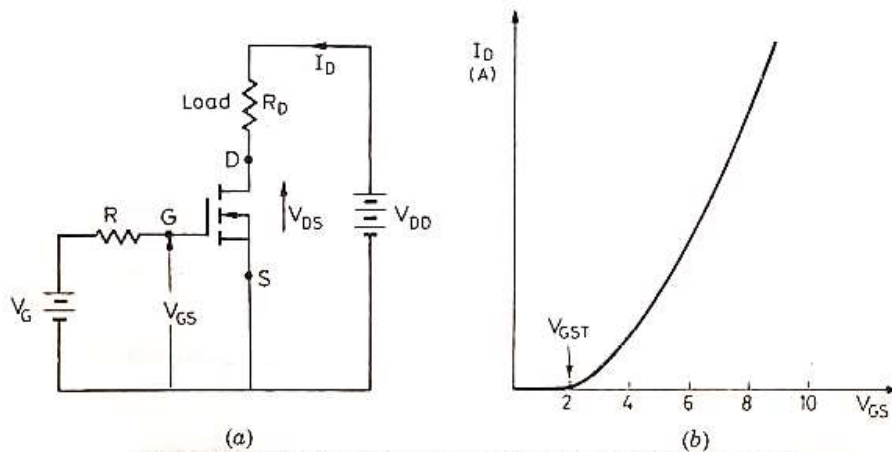 I_D
Load R_D
D
R G
V_DS
V_DD
S
V_G
V_GS
(a)
I_D
(A)
V_GST
2 4 6 8 10 V_GS
(b)